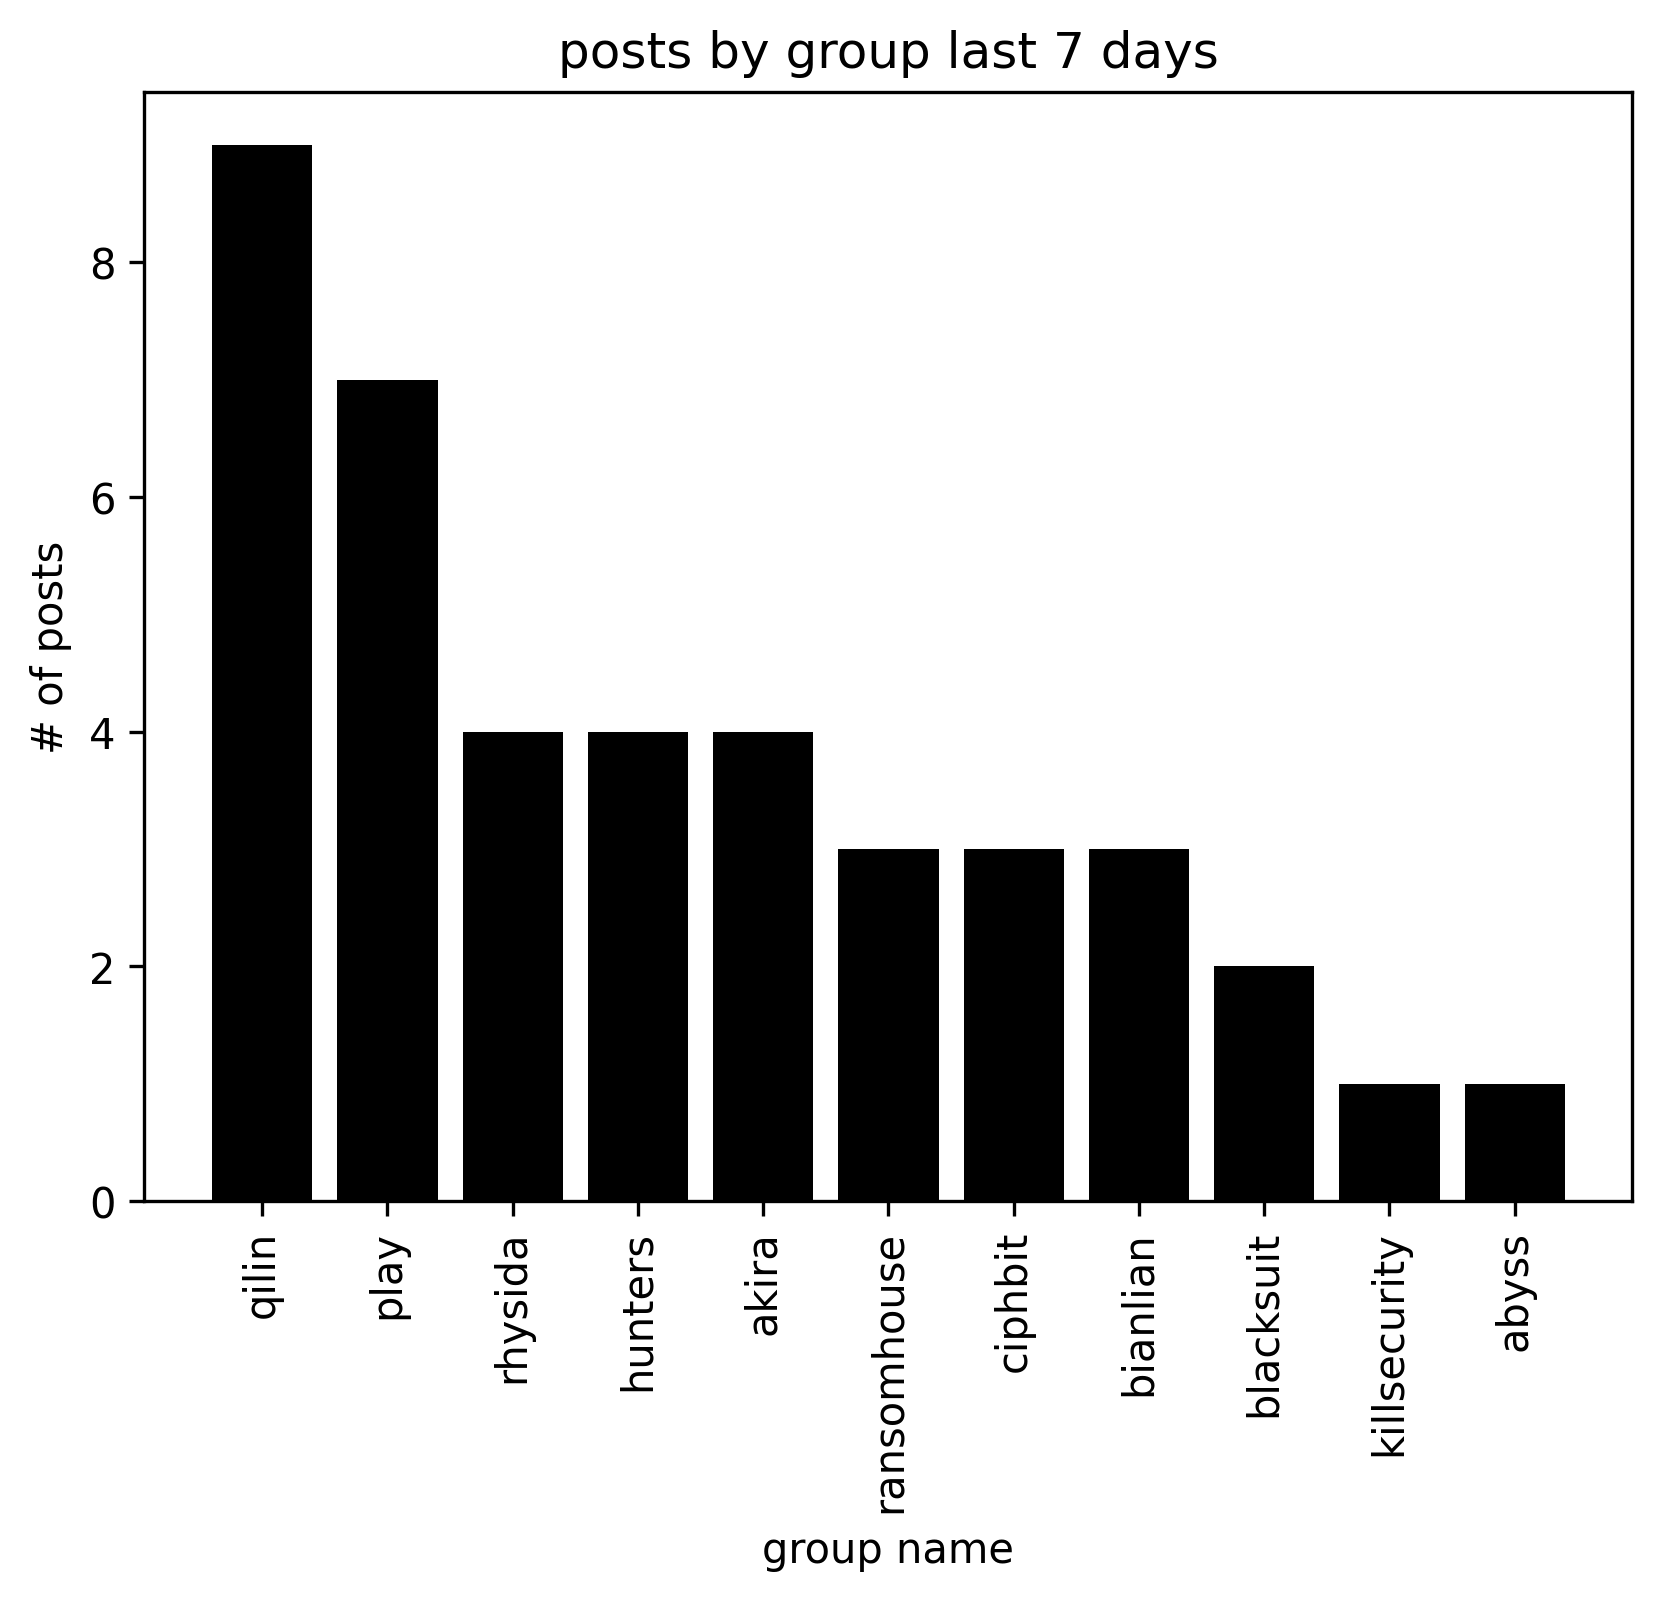 posts by group last 7 days
# of posts
8
6
4
2
0
qilin
play
rhysida
hunters
akira
ransomhouse
ciphbit
bianlian
blacksuit
killsecurity
abyss
group name